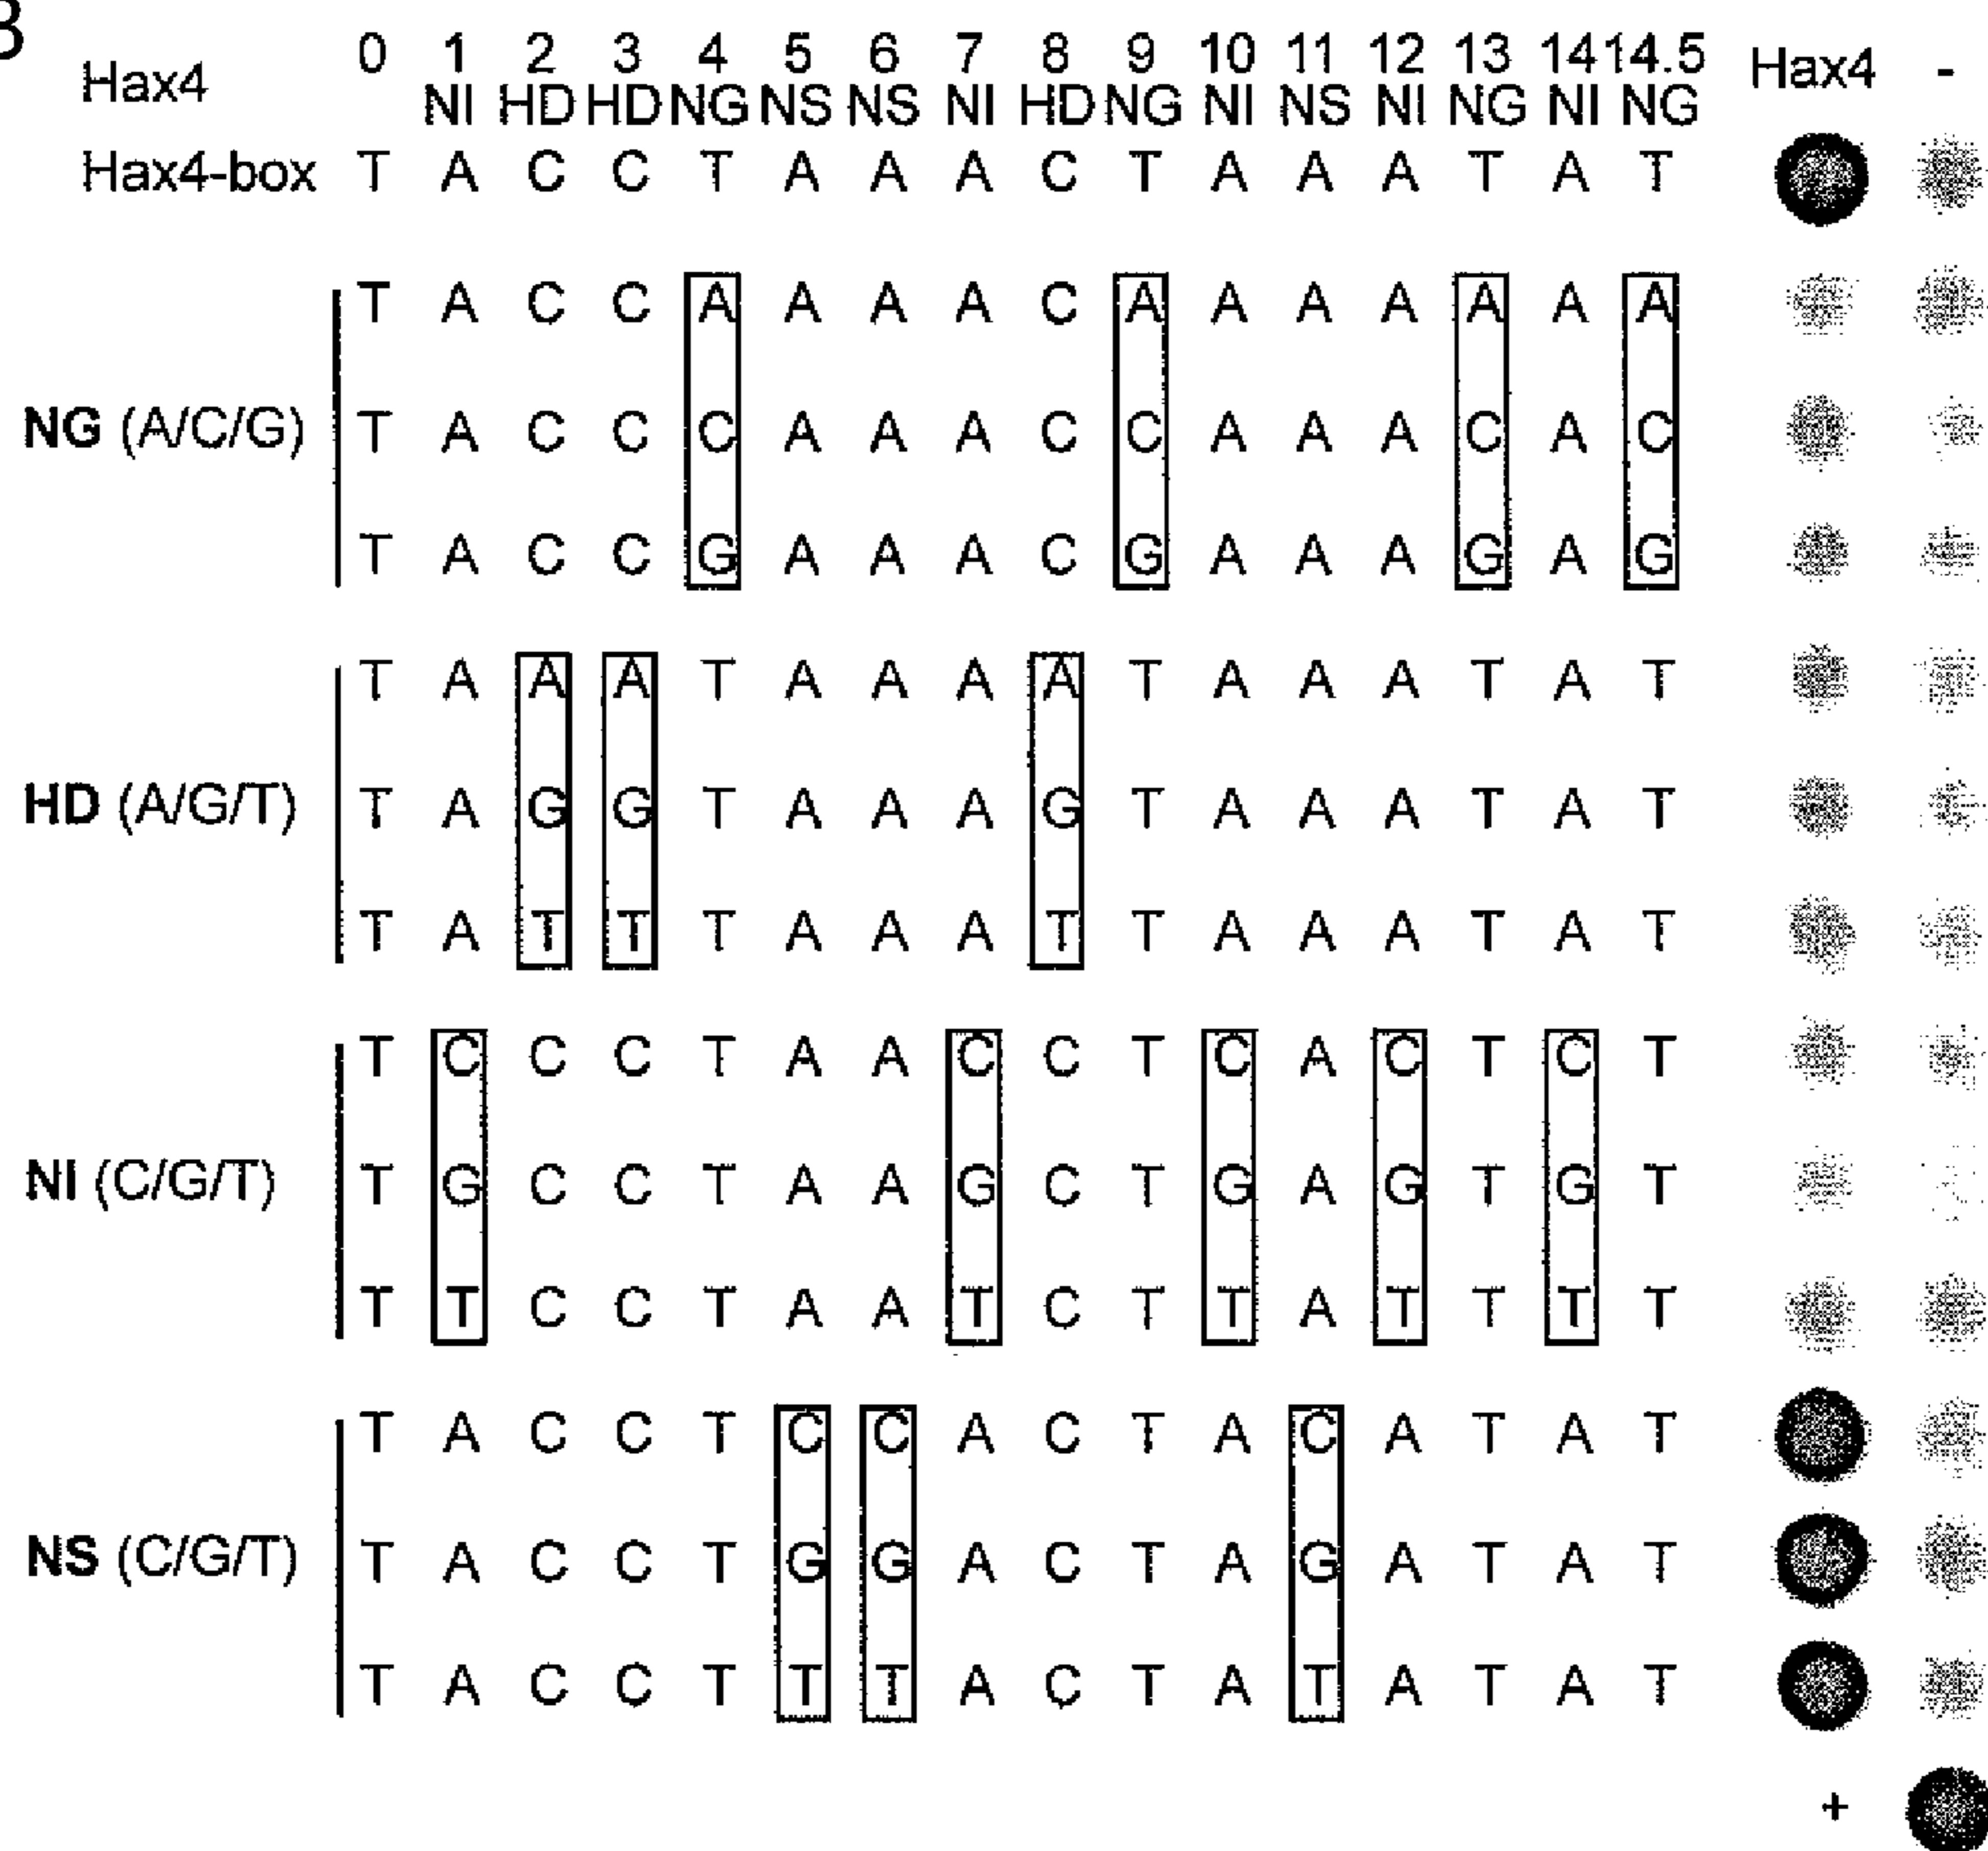 B
0 1 2 3 4 5 6 7 8 9 10 11 12 13 14 14.5 Hax4 -
Hax4 NI HD HD NG NS NS NI HD NG NI NS NI NG NI NG
Hax4-box T A C C T A A A C T A A A T A T
T A C C A A A A C A A A A A A A
NG (A/C/G) T A C C C A A A C C A A A C A C
T A C C G A A A C G A A A G A G
T A A A T A A A A T A A A T A T
HD (A/G/T) T A G G T A A A G T A A A T A T
T A T T T A A A T T A A A T A T
T C C C T A A C C T C A C T C T
NI (C/G/T) T G C C T A A G C T G A G T G T
T T C C T A A T C T T A T T T T
T A C C T C C A C T A C A T A T
NS (C/G/T) T A C C T G G A C T A G A T A T
T A C C T T T A C T A T A T A T
+